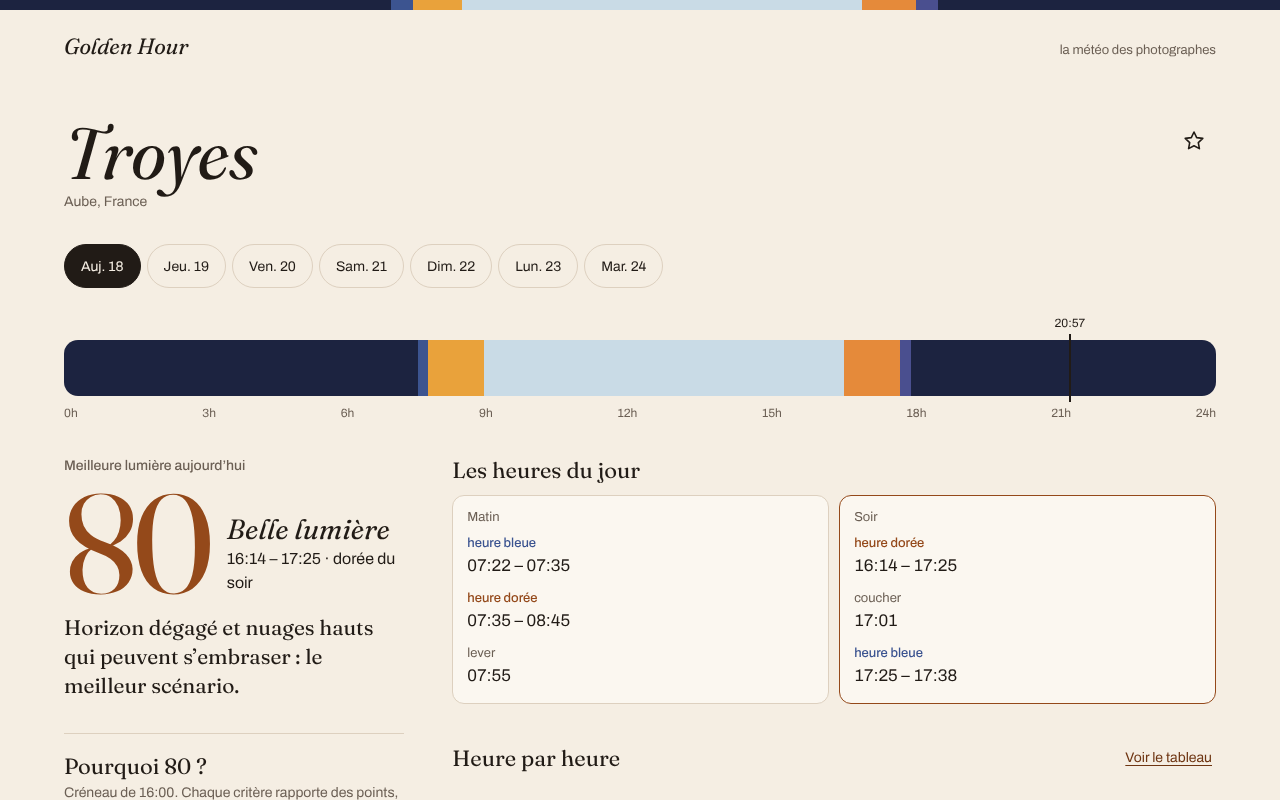 Golden Hour
la météo des photographes
Troyes
Aube, France
Auj. 18
Jeu. 19
Ven. 20
Sam. 21
Dim. 22
Lun. 23
Mar. 24
20:57
0h 3h 6h 9h 12h 15h 18h 21h 24h
Meilleure lumière aujourd'hui
80
Belle lumière
16:14 – 17:25 · dorée du
soir
Horizon dégagé et nuages hauts
qui peuvent s’embraser : le
meilleur scénario.
Pourquoi 80 ?
Créneau de 16:00. Chaque critère rapporte des points,
Les heures du jour
Matin
heure bleue
07:22 – 07:35
heure dorée
07:35 – 08:45
lever
07:55
Soir
heure dorée
16:14 – 17:25
coucher
17:01
heure bleue
17:25 – 17:38
Heure par heure
Voir le tableau